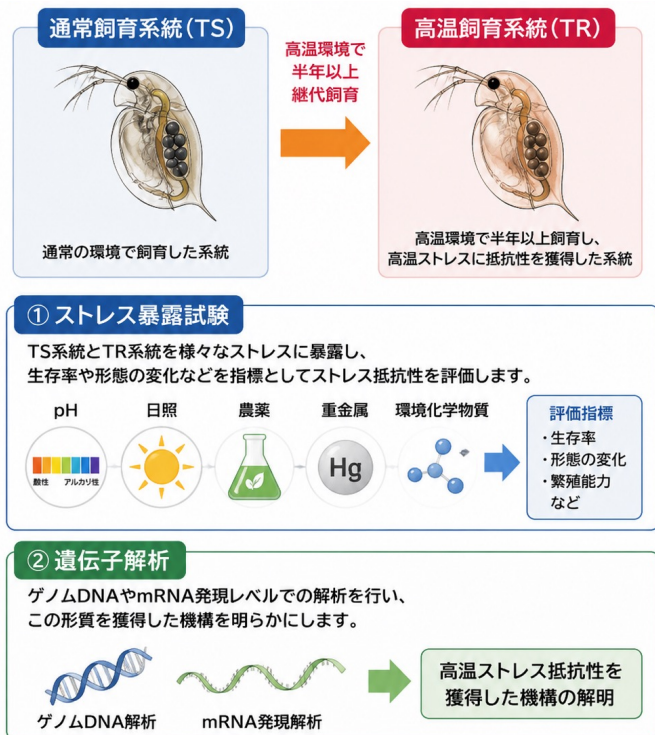 通常飼育系統（TS）
高温環境で
半年以上
継代飼育
高温飼育系統（TR）
通常の環境で飼育した系統
高温環境で半年以上飼育し、
高温ストレスに抵抗性を獲得した系統
① ストレス暴露試験
TS系統とTR系統を様々なストレスに暴露し、
生存率や形態の変化などを指標としてストレス抵抗性を評価します。
pH 日照 農薬 重金属 環境化学物質
酸性 アルカリ性
Hg
評価指標
・生存率
・形態の変化
・繁殖能力
など
② 遺伝子解析
ゲノムDNAやmRNA発現レベルでの解析を行い、
この形質を獲得した機構を明らかにします。
ゲノムDNA解析 mRNA発現解析
高温ストレス抵抗性を
獲得した機構の解明